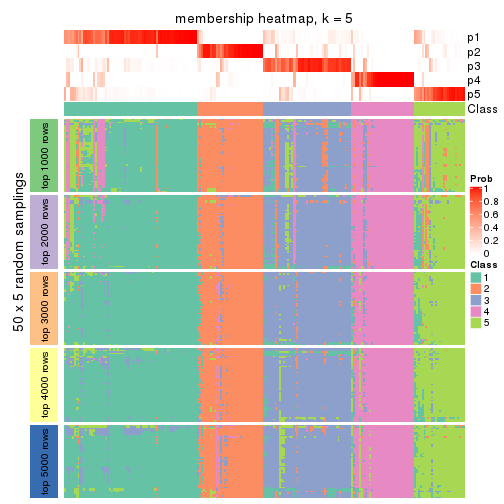 membership heatmap, k = 5
p1
p2
p3
p4
p5
Class
50 x 5 random samplings
top 1000 rows
top 2000 rows
top 3000 rows
top 4000 rows
top 5000 rows
Prob
1
0.8
0.6
0.4
0.2
0
Class
1
2
3
4
5